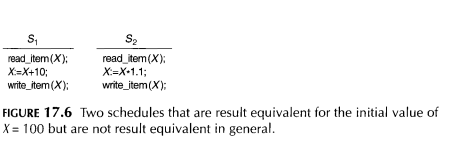 S₁ S₂
read_item(X); read_item(X);
X:=X+10; X:=X*1.1;
write_item(X); write_item(X);
FIGURE 17.6 Two schedules that are result equivalent for the initial value of
X = 100 but are not result equivalent in general.